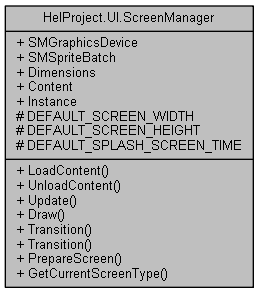 HelProject.UI.ScreenManager
+ SMGraphicsDevice
+ SMSpriteBatch
+ Dimensions
+ Content
+ Instance
# DEFAULT_SCREEN_WIDTH
# DEFAULT_SCREEN_HEIGHT
# DEFAULT_SPLASH_SCREEN_TIME
+ LoadContent()
+ UnloadContent()
+ Update()
+ Draw()
+ Transition()
+ Transition()
+ PrepareScreen()
+ GetCurrentScreenType()